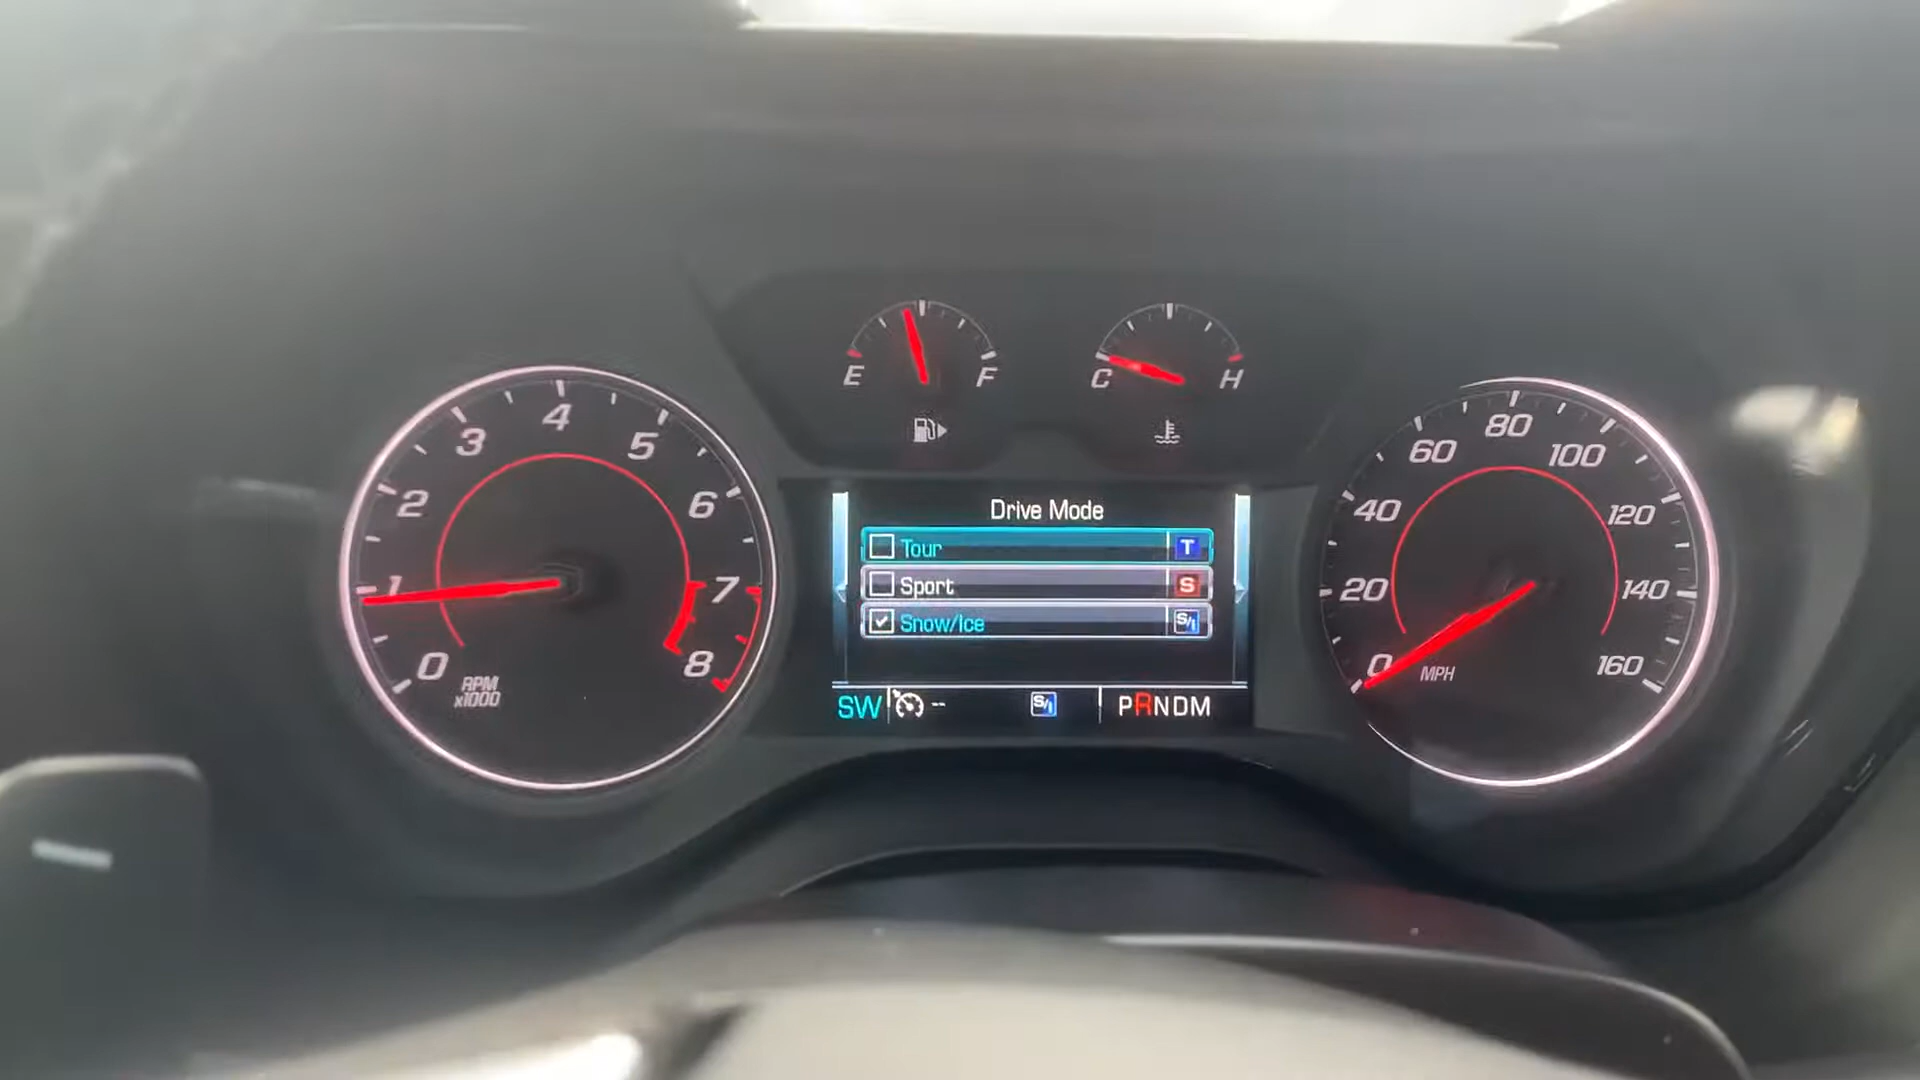 E F
C H
0 1 2 3 4 5 6 7 8
RPM
x1000
Drive Mode
Tour T
Sport S
Snow/Ice S/I
SW -- S/I PRNDM
0 20 40 60 80 100 120 140 160
MPH